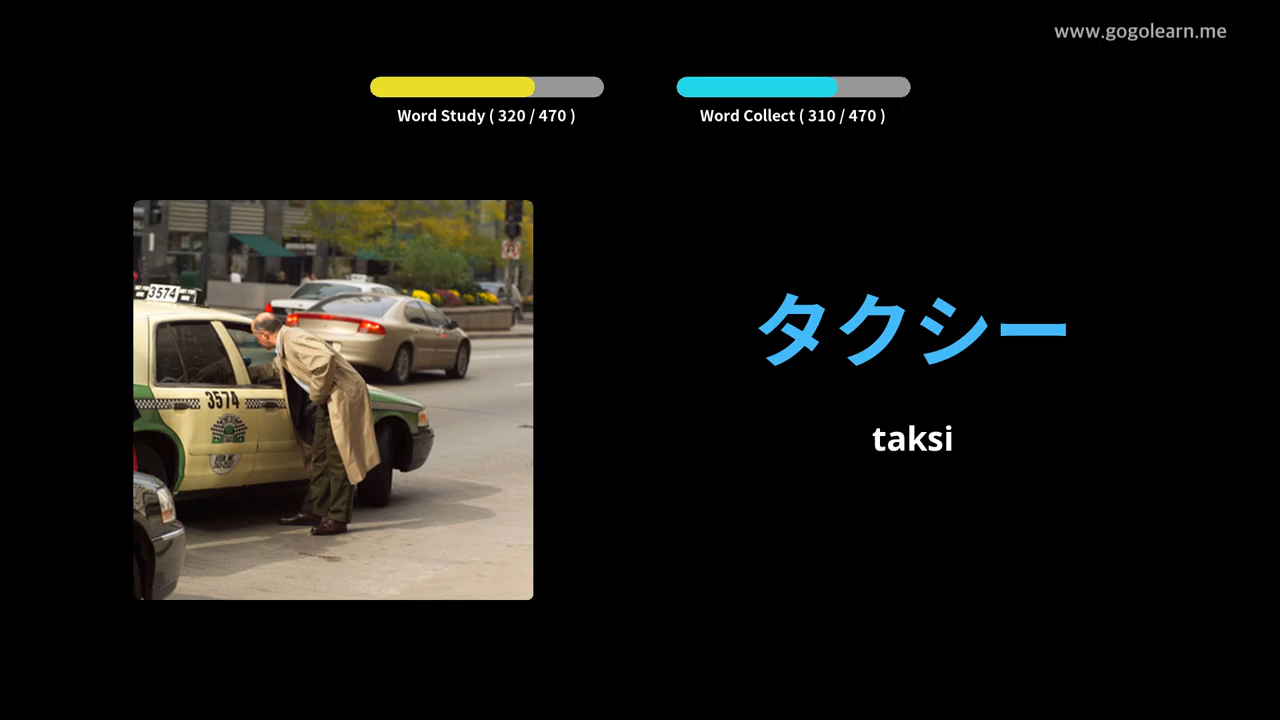 www.gogolearn.me
Word Study ( 320 / 470 )
Word Collect ( 310 / 470 )
3574
3574
タクシー
taksi